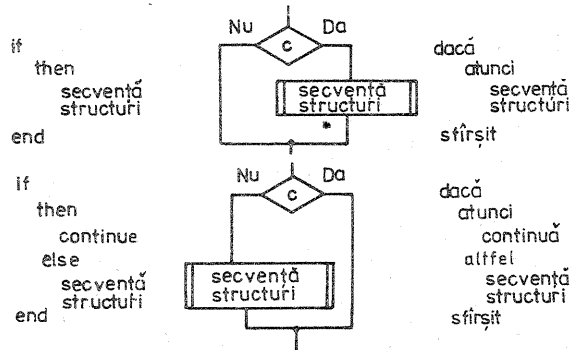 if
then
secvență
structuri
end
Nu Da
c
secvență
structuri
dacă
atunci
secvență
structuri
sfîrșit
if
then
continue
else
secvență
structuri
end
Nu Da
c
secvență
structuri
dacă
atunci
continuă
altfel
secvență
structuri
sfîrșit